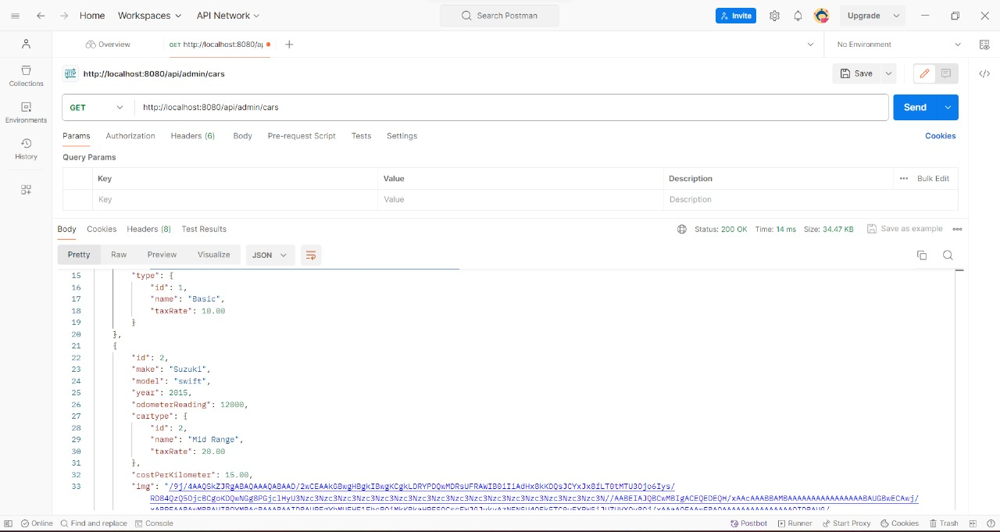 Home Workspaces API Network Search Postman Invite Upgrade
Overview GET http://localhost:8080/ap No Environment
Collections
Environments
History
http://localhost:8080/api/admin/cars Save
GET http://localhost:8080/api/admin/cars Send
Params Authorization Headers (6) Body Pre-request Script Tests Settings Cookies
Query Params
Key Value Description Bulk Edit
Key Value Description
Body Cookies Headers (8) Test Results Status: 200 OK Time: 14 ms Size: 34.47 KB Save as example
Pretty Raw Preview Visualize JSON
15 "type": {
16 "id": 1,
17 "name": "Basic",
18 "taxRate": 10.00
19 }
20 },
21 {
22 "id": 2,
23 "make": "Suzuki",
24 "model": "swift",
25 "year": 2015,
26 "odometerReading": 12000,
27 "cartype": {
28 "id": 2,
29 "name": "Mid Range",
30 "taxRate": 20.00
31 },
32 "costPerKilometer": 15.00,
33 "img":
Online Find and replace Console Postbot Runner Start Proxy Cookies Trash